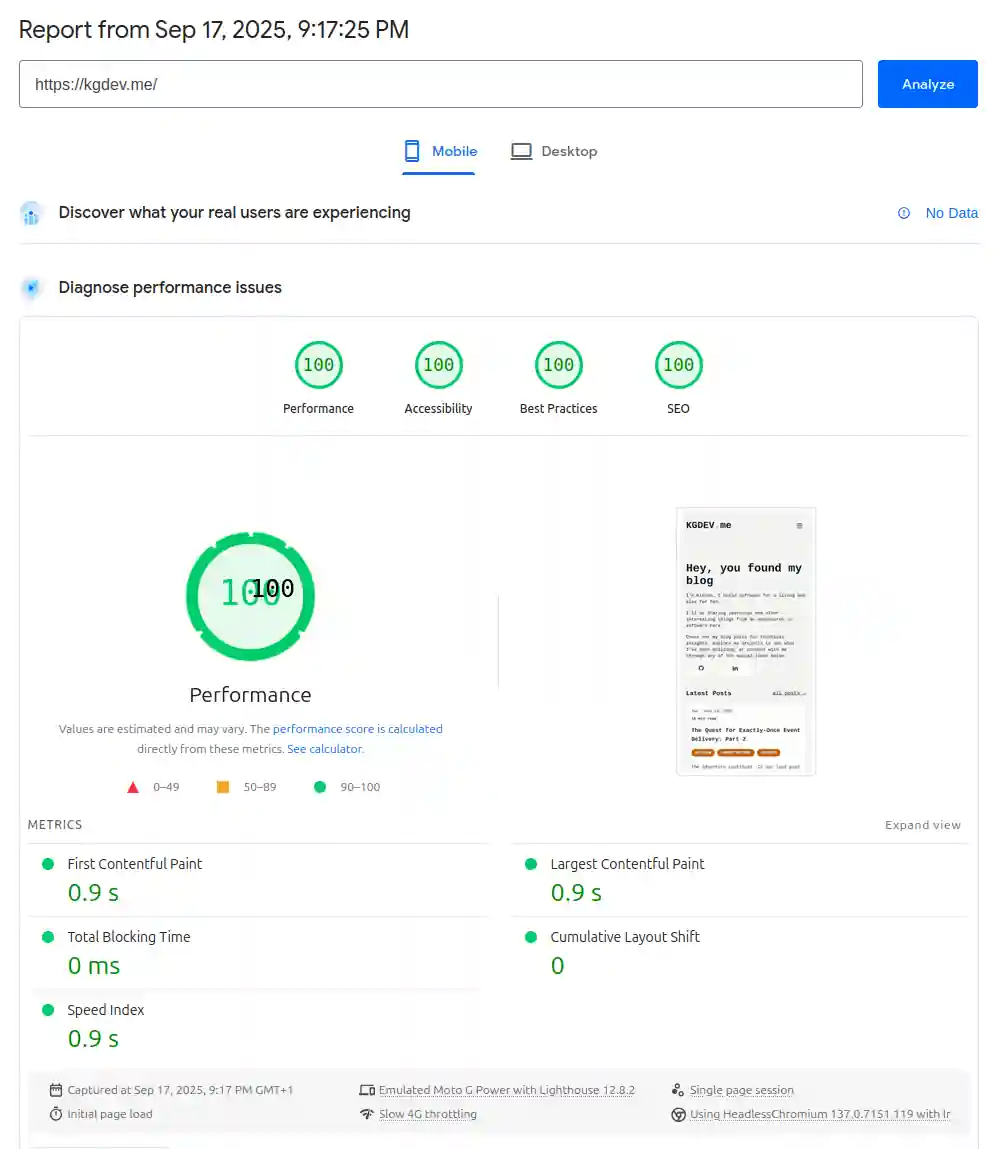 Report from Sep 17, 2025, 9:17:25 PM
https://kgdev.me/
Analyze
Mobile
Desktop
Discover what your real users are experiencing
No Data
Diagnose performance issues
100
100
100
100
Performance
Accessibility
Best Practices
SEO
100
100
Performance
Values are estimated and may vary. The performance score is calculated
directly from these metrics. See calculator.
0–49
50–89
90–100
KGDEV.me
Hey, you found my
blog
Latest Posts
all posts
The Quest for Exactly-Once Event
Delivery: Part 2
METRICS
Expand view
First Contentful Paint
0.9 s
Largest Contentful Paint
0.9 s
Total Blocking Time
0 ms
Cumulative Layout Shift
0
Speed Index
0.9 s
Captured at Sep 17, 2025, 9:17 PM GMT+1
Emulated Moto G Power with Lighthouse 12.8.2
Single page session
Initial page load
Slow 4G throttling
Using HeadlessChromium 137.0.7151.119 with lr